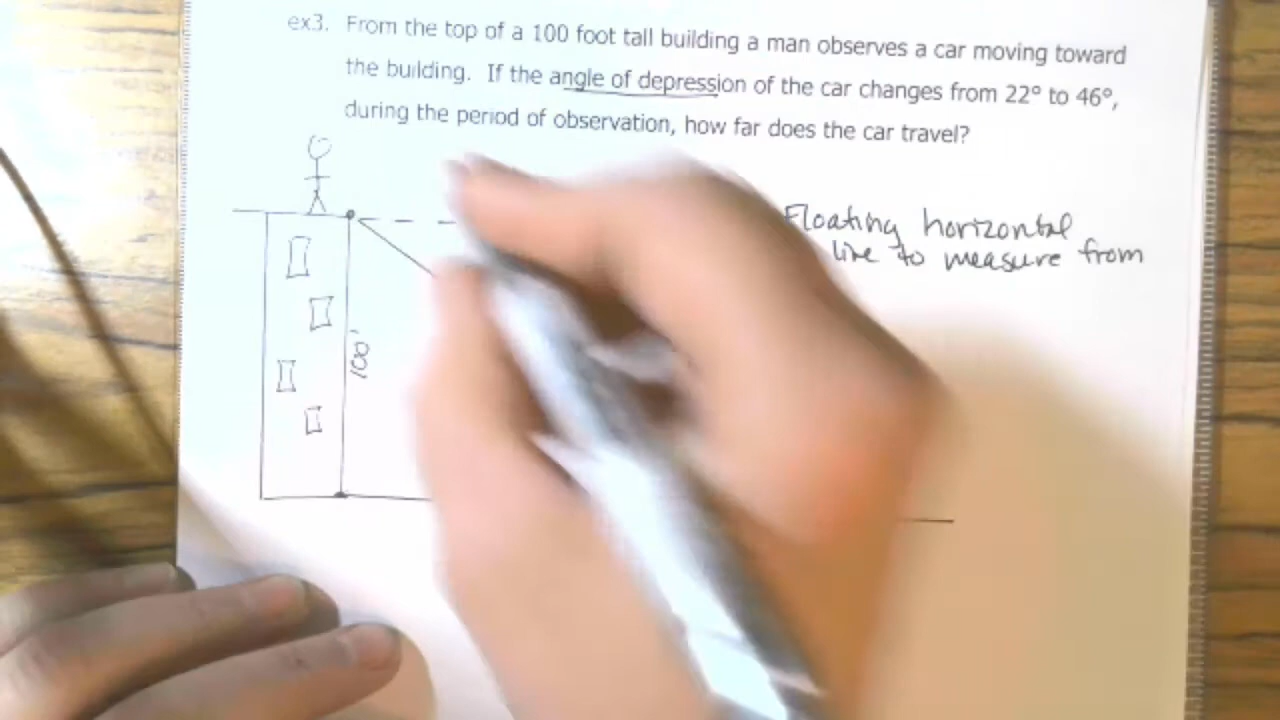 ex3. From the top of a 100 foot tall building a man observes a car moving toward
the building. If the angle of depression of the car changes from 22° to 46°,
during the period of observation, how far does the car travel?
Floating horizontal
line to measure from
100'